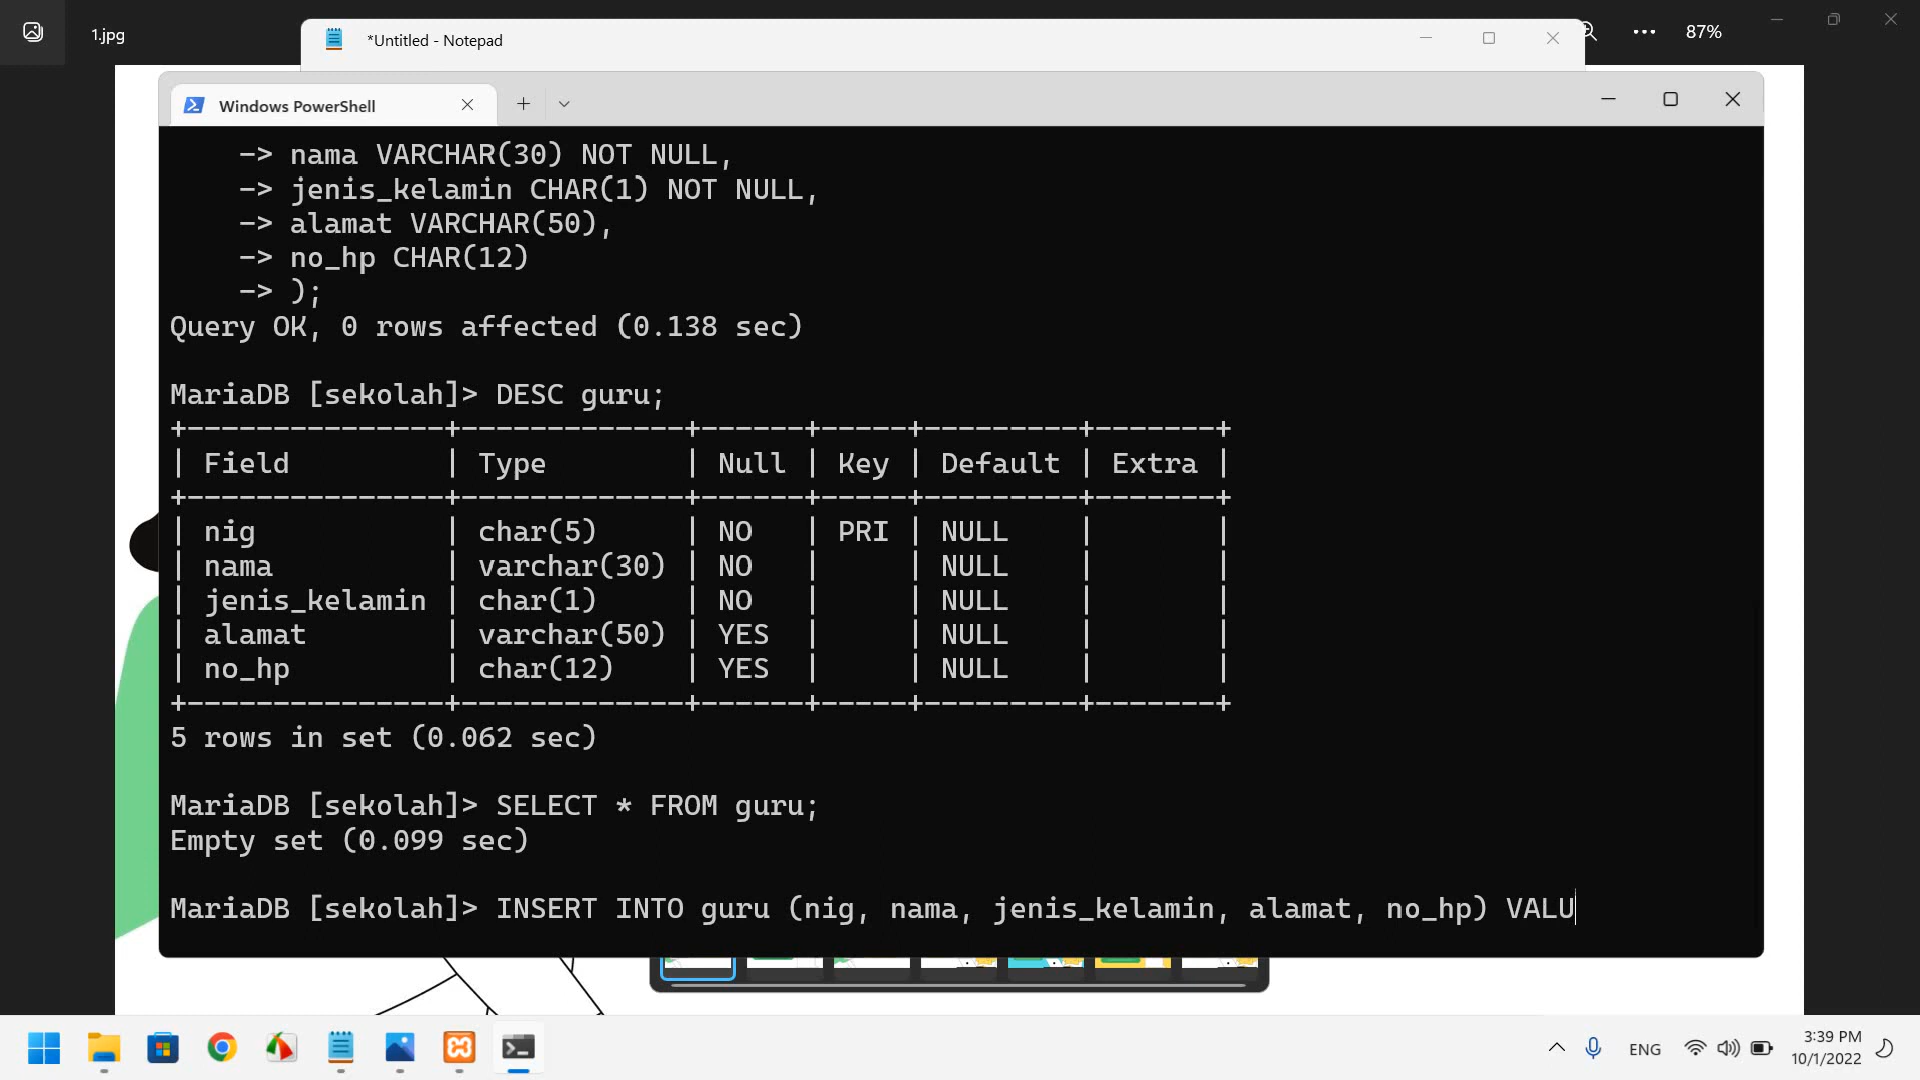 1.jpg
*Untitled - Notepad
87%
Windows PowerShell
-> nama VARCHAR(30) NOT NULL,
-> jenis_kelamin CHAR(1) NOT NULL,
-> alamat VARCHAR(50),
-> no_hp CHAR(12)
-> );
Query OK, 0 rows affected (0.138 sec)
MariaDB [sekolah]> DESC guru;
+---------------+-------------+------+-----+---------+-------+
| Field         | Type        | Null | Key | Default | Extra |
+---------------+-------------+------+-----+---------+-------+
| nig           | char(5)     | NO   | PRI | NULL    |       |
| nama          | varchar(30) | NO   |     | NULL    |       |
| jenis_kelamin | char(1)     | NO   |     | NULL    |       |
| alamat        | varchar(50) | YES  |     | NULL    |       |
| no_hp         | char(12)    | YES  |     | NULL    |       |
+---------------+-------------+------+-----+---------+-------+
5 rows in set (0.062 sec)
MariaDB [sekolah]> SELECT * FROM guru;
Empty set (0.099 sec)
MariaDB [sekolah]> INSERT INTO guru (nig, nama, jenis_kelamin, alamat, no_hp) VALU
ENG
3:39 PM
10/1/2022